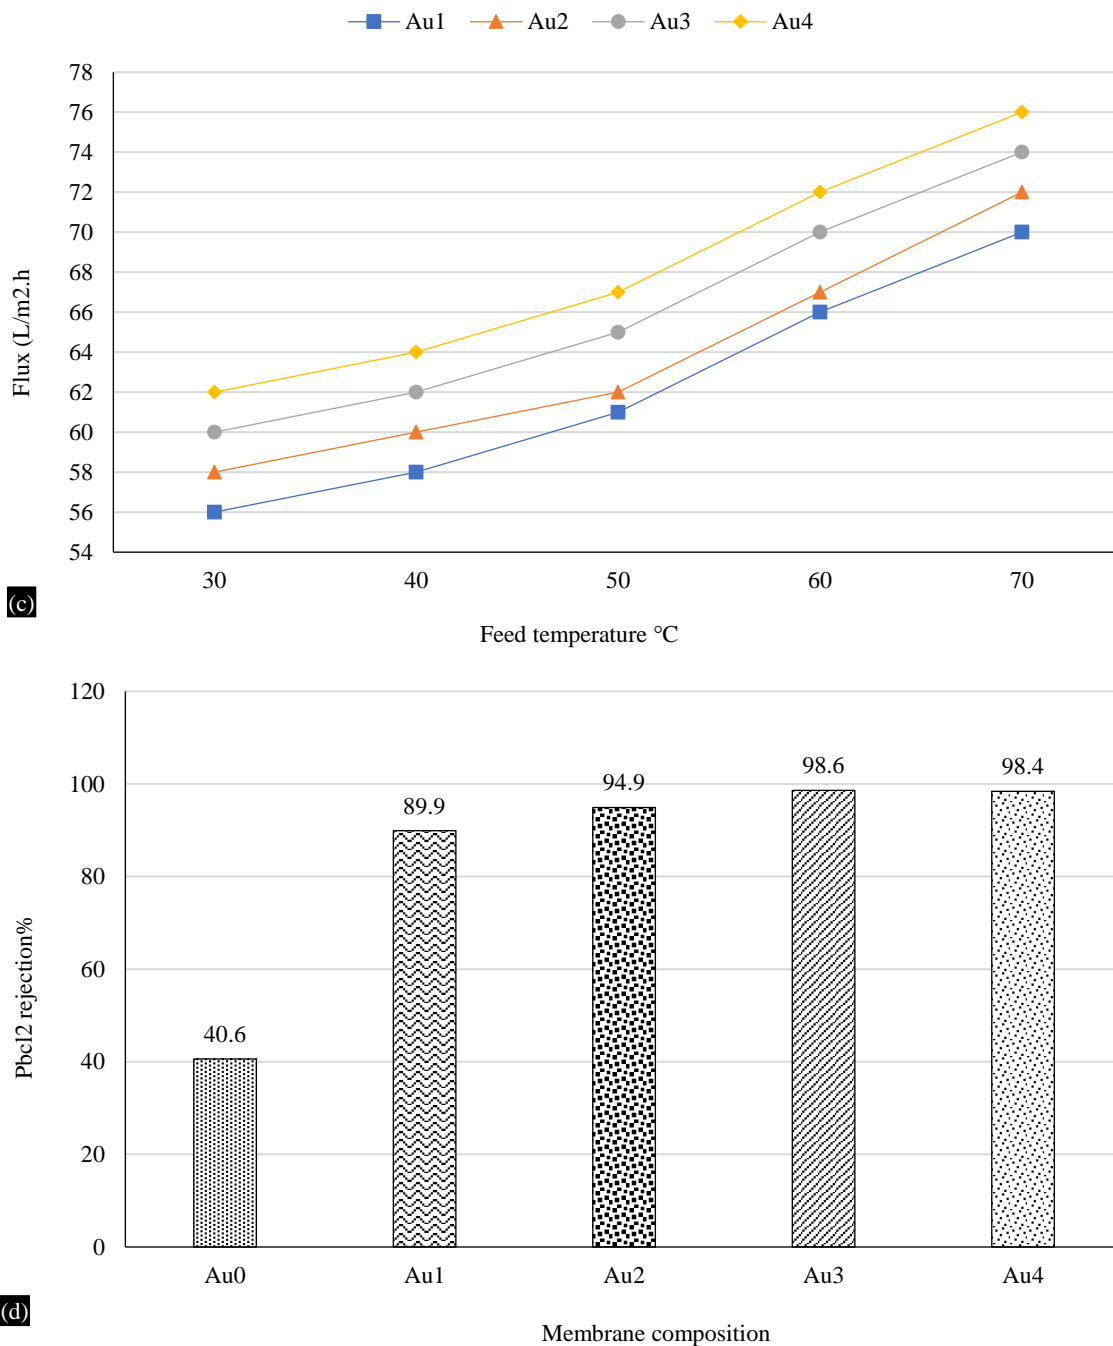 Au1 Au2 Au3 Au4
78
76
74
72
70
68
66
64
62
60
58
56
54
Flux (L/m2.h
30 40 50 60 70
(c)
Feed temperature °C
120
100
80
60
40
20
0
Pbcl2 rejection%
40.6
89.9
94.9
98.6
98.4
Au0 Au1 Au2 Au3 Au4
(d)
Membrane composition